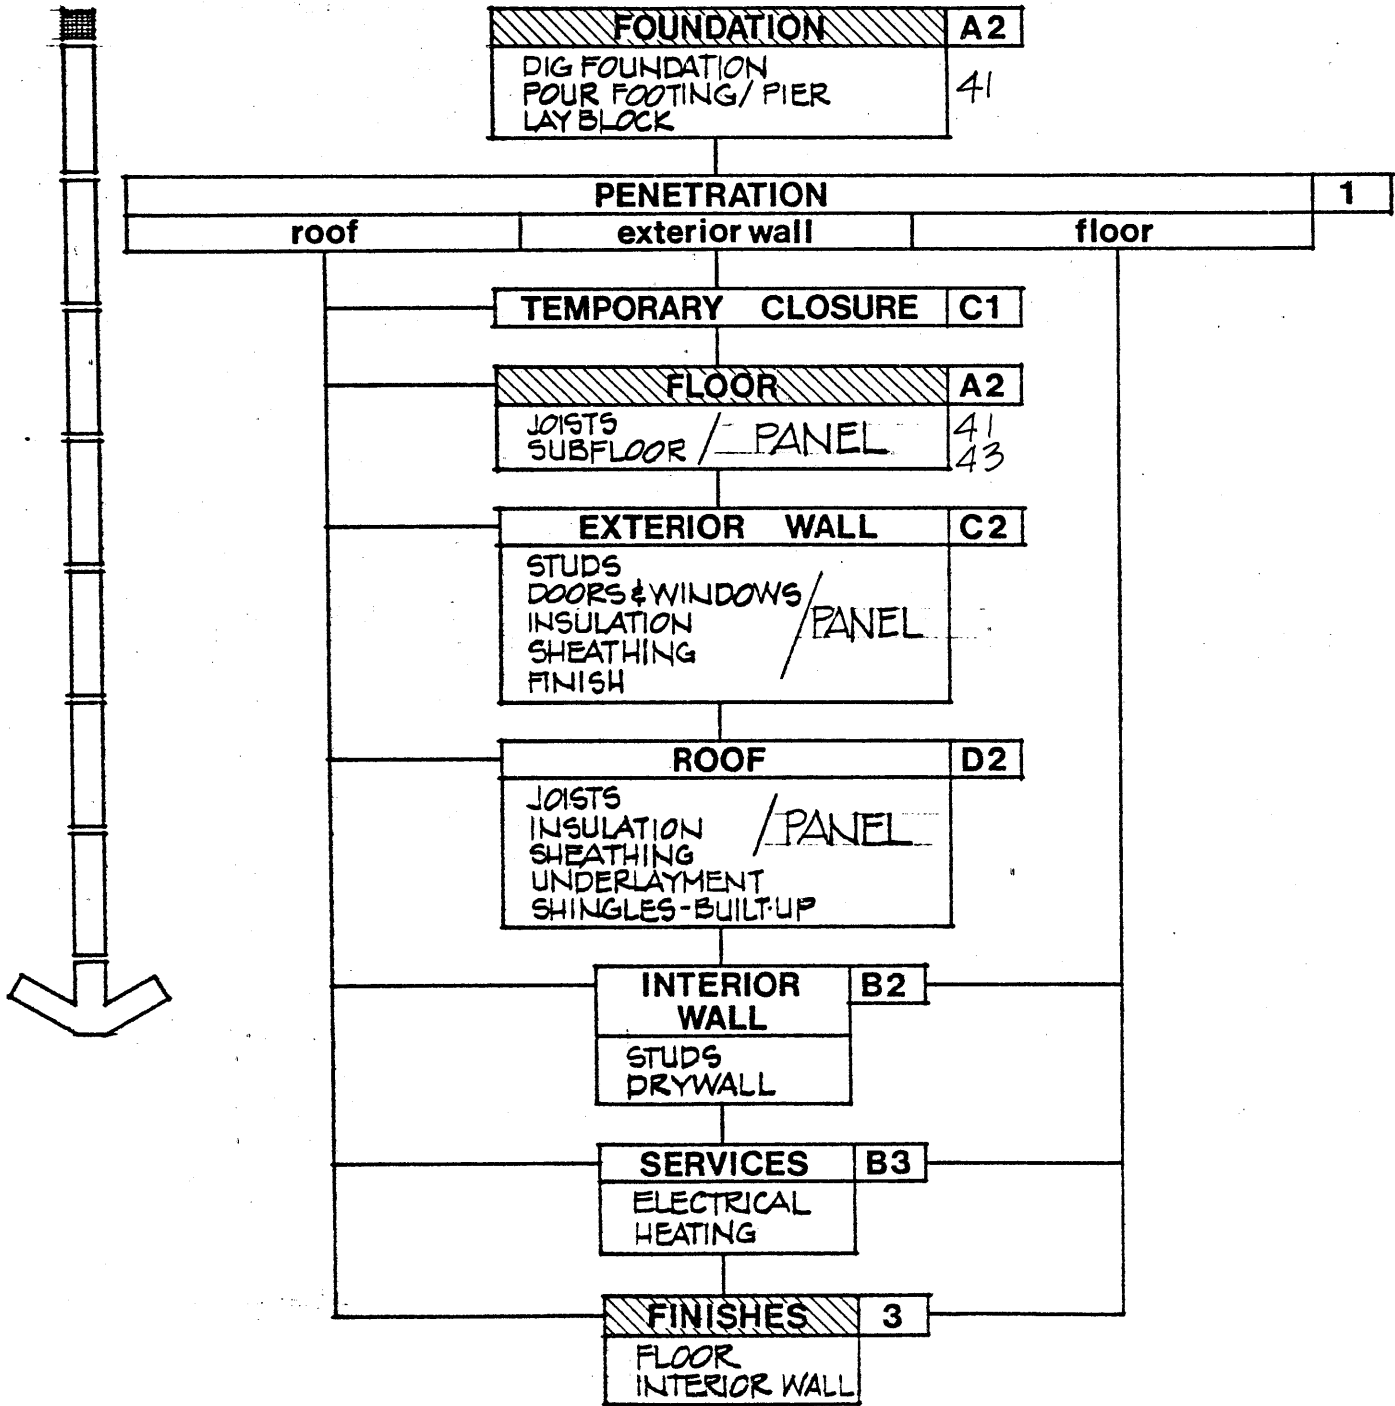 FOUNDATION A2
DIG FOUNDATION
POUR FOOTING/PIER
LAY BLOCK
41
PENETRATION 1
roof exterior wall floor
TEMPORARY CLOSURE C1
FLOOR A2
JOISTS
SUBFLOOR / PANEL
41
43
EXTERIOR WALL C2
STUDS
DOORS & WINDOWS
INSULATION
SHEATHING
FINISH
/PANEL
ROOF D2
JOISTS
INSULATION /PANEL
SHEATHING
UNDERLAYMENT
SHINGLES-BUILT-UP
INTERIOR B2
WALL
STUDS
DRYWALL
SERVICES B3
ELECTRICAL
HEATING
FINISHES 3
FLOOR
INTERIOR WALL